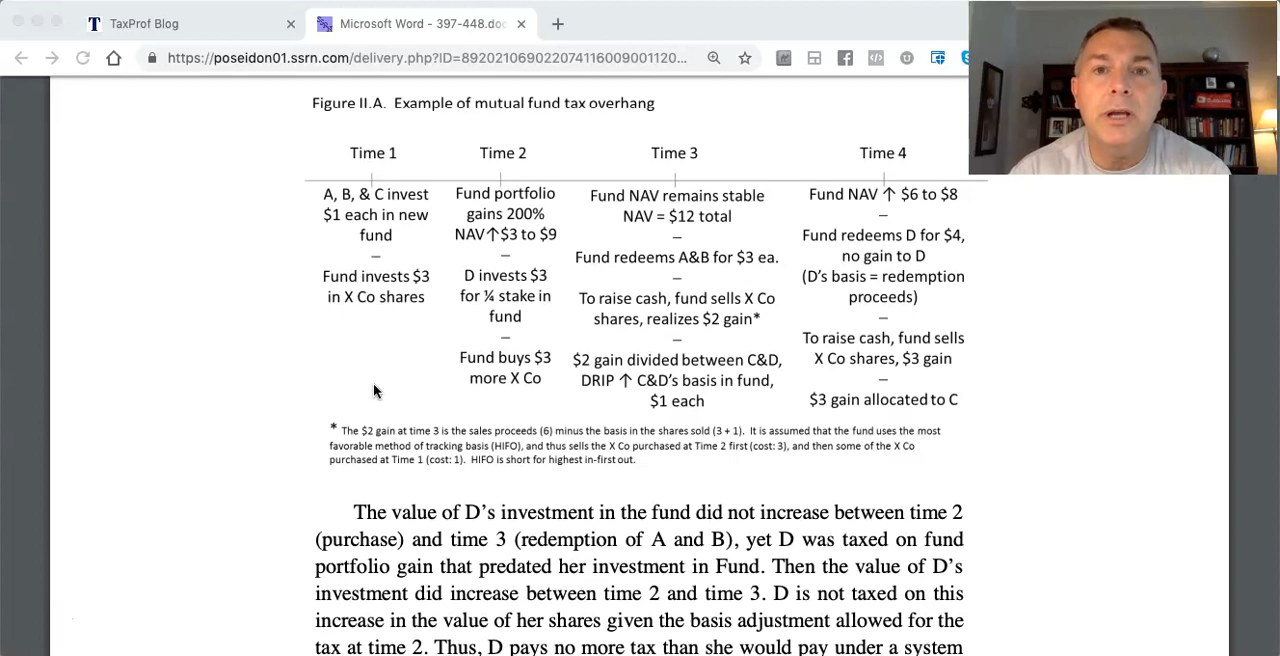 TaxProf Blog
Microsoft Word - 397-448.doc
https://poseidon01.ssrn.com/delivery.php?ID=892021069022074116009001120...
Figure II.A. Example of mutual fund tax overhang
Time 1
Time 2
Time 3
Time 4
A, B, & C invest
$1 each in new
fund
–
Fund invests $3
in X Co shares
Fund portfolio
gains 200%
NAV↑$3 to $9
–
D invests $3
for ¼ stake in
fund
–
Fund buys $3
more X Co
Fund NAV remains stable
NAV = $12 total
–
Fund redeems A&B for $3 ea.
–
To raise cash, fund sells X Co
shares, realizes $2 gain*
–
$2 gain divided between C&D,
DRIP ↑ C&D's basis in fund,
$1 each
Fund NAV ↑ $6 to $8
–
Fund redeems D for $4,
no gain to D
(D's basis = redemption
proceeds)
–
To raise cash, fund sells
X Co shares, $3 gain
–
$3 gain allocated to C
* The $2 gain at time 3 is the sales proceeds (6) minus the basis in the shares sold (3 + 1). It is assumed that the fund uses the most
favorable method of tracking basis (HIFO), and thus sells the X Co purchased at Time 2 first (cost: 3), and then some of the X Co
purchased at Time 1 (cost: 1). HIFO is short for highest in-first out.
The value of D's investment in the fund did not increase between time 2
(purchase) and time 3 (redemption of A and B), yet D was taxed on fund
portfolio gain that predated her investment in Fund. Then the value of D's
investment did increase between time 2 and time 3. D is not taxed on this
increase in the value of her shares given the basis adjustment allowed for the
tax at time 2. Thus, D pays no more tax than she would pay under a system